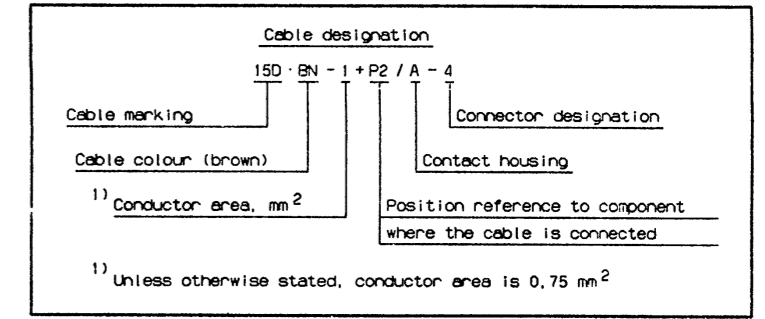 Cable designation
15D · BN - 1 + P2 / A - 4
Cable marking
Connector designation
Cable colour (brown)
Contact housing
1) Conductor area, mm²
Position reference to component
where the cable is connected
1) Unless otherwise stated, conductor area is 0,75 mm²